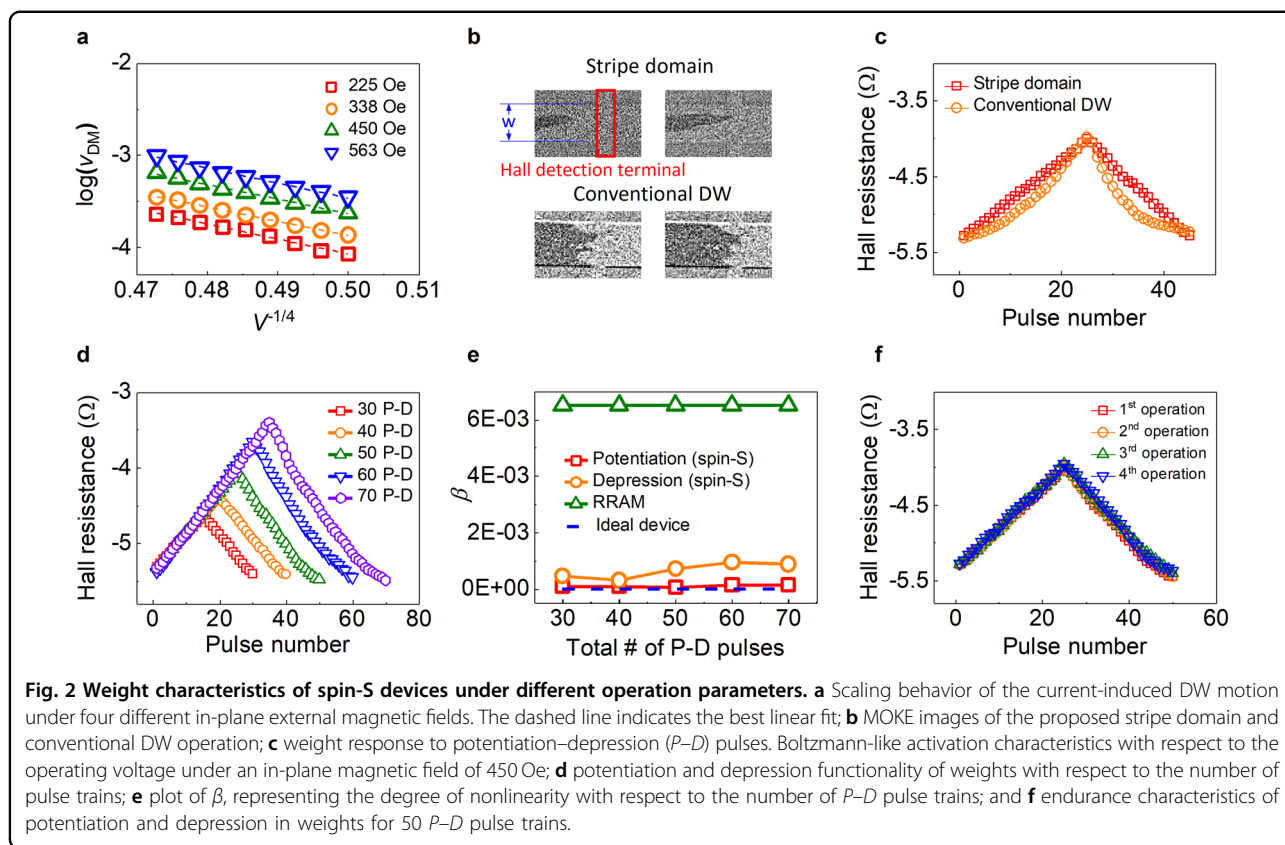 a
-2
-3
-4
log(νDM)
225 Oe
338 Oe
450 Oe
563 Oe
0.47 0.48 0.49 0.50 0.51
V-1/4
b
Stripe domain
W
Hall detection terminal
Conventional DW
c
-3.5
-4.5
-5.5
Hall resisstance (Ω)
Stripe domain
Conventional DW
0 20 40
Pulse number
d
-3
-4
-5
Hall resisstance (Ω)
30 P-D
40 P-D
50 P-D
60 P-D
70 P-D
0 20 40 60 80
Pulse number
e
6E-03
4E-03
2E-03
0E+00
β
Potentiation (spin-S)
Depression (spin-S)
RRAM
Ideal device
30 40 50 60 70
Total # of P-D pulses
f
-3.5
-4.5
-5.5
Hall resisstance (Ω)
1st operation
2nd operation
3rd operation
4th operation
0 20 40 60
Pulse number
Fig. 2 Weight characteristics of spin-S devices under different operation parameters. a Scaling behavior of the current-induced DW motion
under four different in-plane external magnetic fields. The dashed line indicates the best linear fit; b MOKE images of the proposed stripe domain and
conventional DW operation; c weight response to potentiation–depression (P–D) pulses. Boltzmann-like activation characteristics with respect to the
operating voltage under an in-plane magnetic field of 450 Oe; d potentiation and depression functionality of weights with respect to the number of
pulse trains; e plot of β, representing the degree of nonlinearity with respect to the number of P–D pulse trains; and f endurance characteristics of
potentiation and depression in weights for 50 P–D pulse trains.